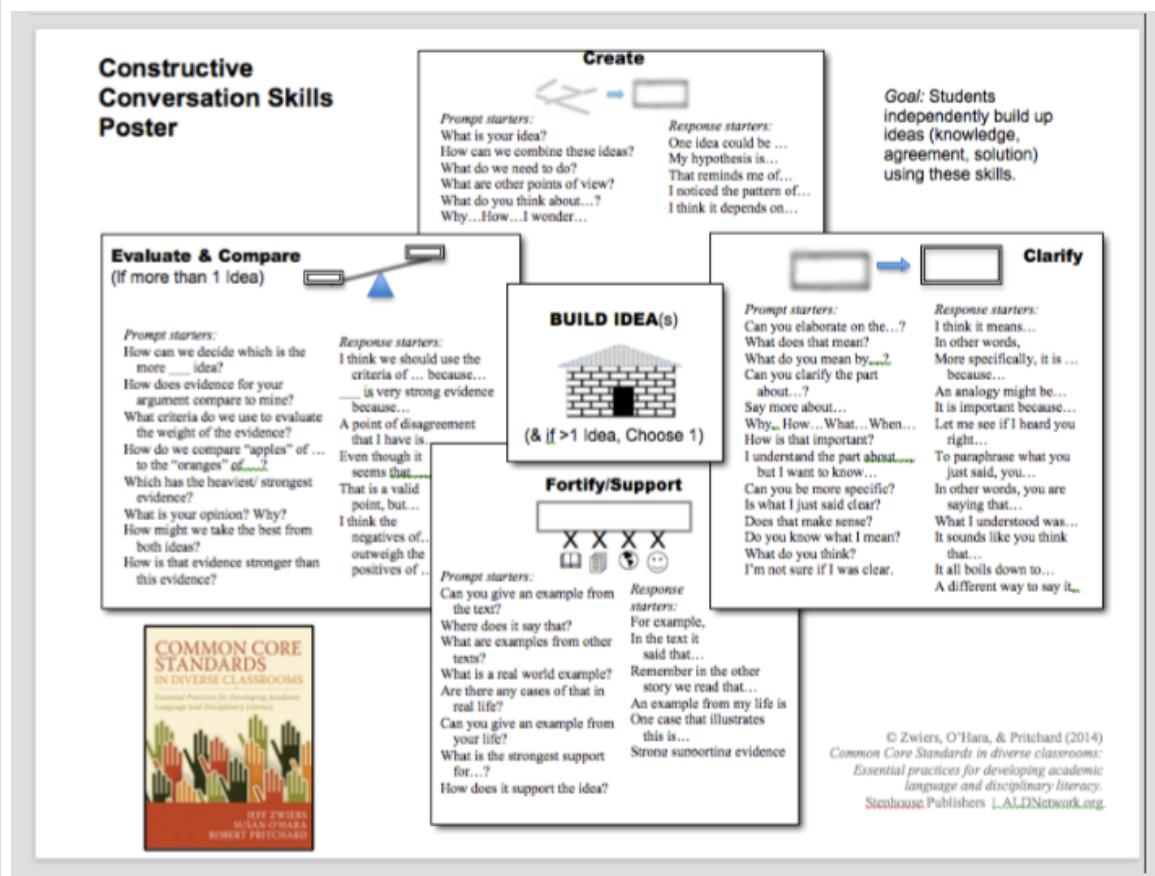 Constructive
Conversation Skills
Poster
Create
Prompt starters:
What is your idea?
How can we combine these ideas?
What do we need to do?
What are other points of view?
What do you think about…?
Why…How…I wonder…
Response starters:
One idea could be …
My hypothesis is…
That reminds me of…
I noticed the pattern of…
I think it depends on…
Goal: Students
independently build up
ideas (knowledge,
agreement, solution)
using these skills.
Evaluate & Compare
(If more than 1 Idea)
Prompt starters:
How can we decide which is the
more ___ idea?
How does evidence for your
argument compare to mine?
What criteria do we use to evaluate
the weight of the evidence?
How do we compare “apples” of …
to the “oranges” of…?
Which has the heaviest/ strongest
evidence?
What is your opinion? Why?
How might we take the best from
both ideas?
How is that evidence stronger than
this evidence?
Response starters:
I think we should use the
criteria of … because…
___ is very strong evidence
because…
A point of disagreement
that I have is…
Even though it
seems that…
That is a valid
point, but…
I think the
negatives of…
outweigh the
positives of …
BUILD IDEA(s)
(& if >1 Idea, Choose 1)
Clarify
Prompt starters:
Can you elaborate on the…?
What does that mean?
What do you mean by…?
Can you clarify the part
about…?
Say more about…
Why…How…What…When…
How is that important?
I understand the part about…,
but I want to know…
Can you be more specific?
Is what I just said clear?
Does that make sense?
Do you know what I mean?
What do you think?
I’m not sure if I was clear.
Response starters:
I think it means…
In other words,
More specifically, it is …
because…
An analogy might be…
It is important because…
Let me see if I heard you
right…
To paraphrase what you
just said, you…
In other words, you are
saying that…
What I understood was…
It sounds like you think
that…
It all boils down to…
A different way to say it…
Fortify/Support
X X X X
Prompt starters:
Can you give an example from
the text?
Where does it say that?
What are examples from other
texts?
What is a real world example?
Are there any cases of that in
real life?
Can you give an example from
your life?
What is the strongest support
for…?
How does it support the idea?
Response
starters:
For example,
In the text it
said that…
Remember in the other
story we read that…
An example from my life is
One case that illustrates
this is…
Strong supporting evidence
COMMON CORE
STANDARDS
IN DIVERSE CLASSROOMS
Essential Practices for Developing Academic
Language and Disciplinary Literacy
JEFF ZWIERS
SUSAN O'HARA
ROBERT PRITCHARD
© Zwiers, O’Hara, & Pritchard (2014)
Common Core Standards in diverse classrooms:
Essential practices for developing academic
language and disciplinary literacy.
Stenhouse Publishers | ALDNetwork.org